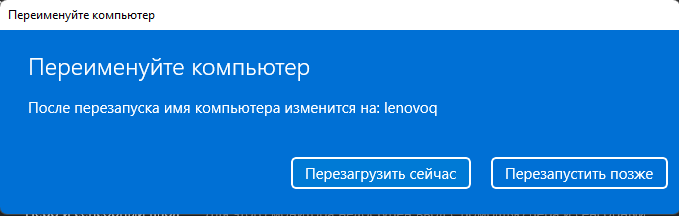 Переименуйте компьютер
Переименуйте компьютер
После перезапуска имя компьютера изменится на: lenovoq
Перезагрузить сейчас
Перезапустить позже